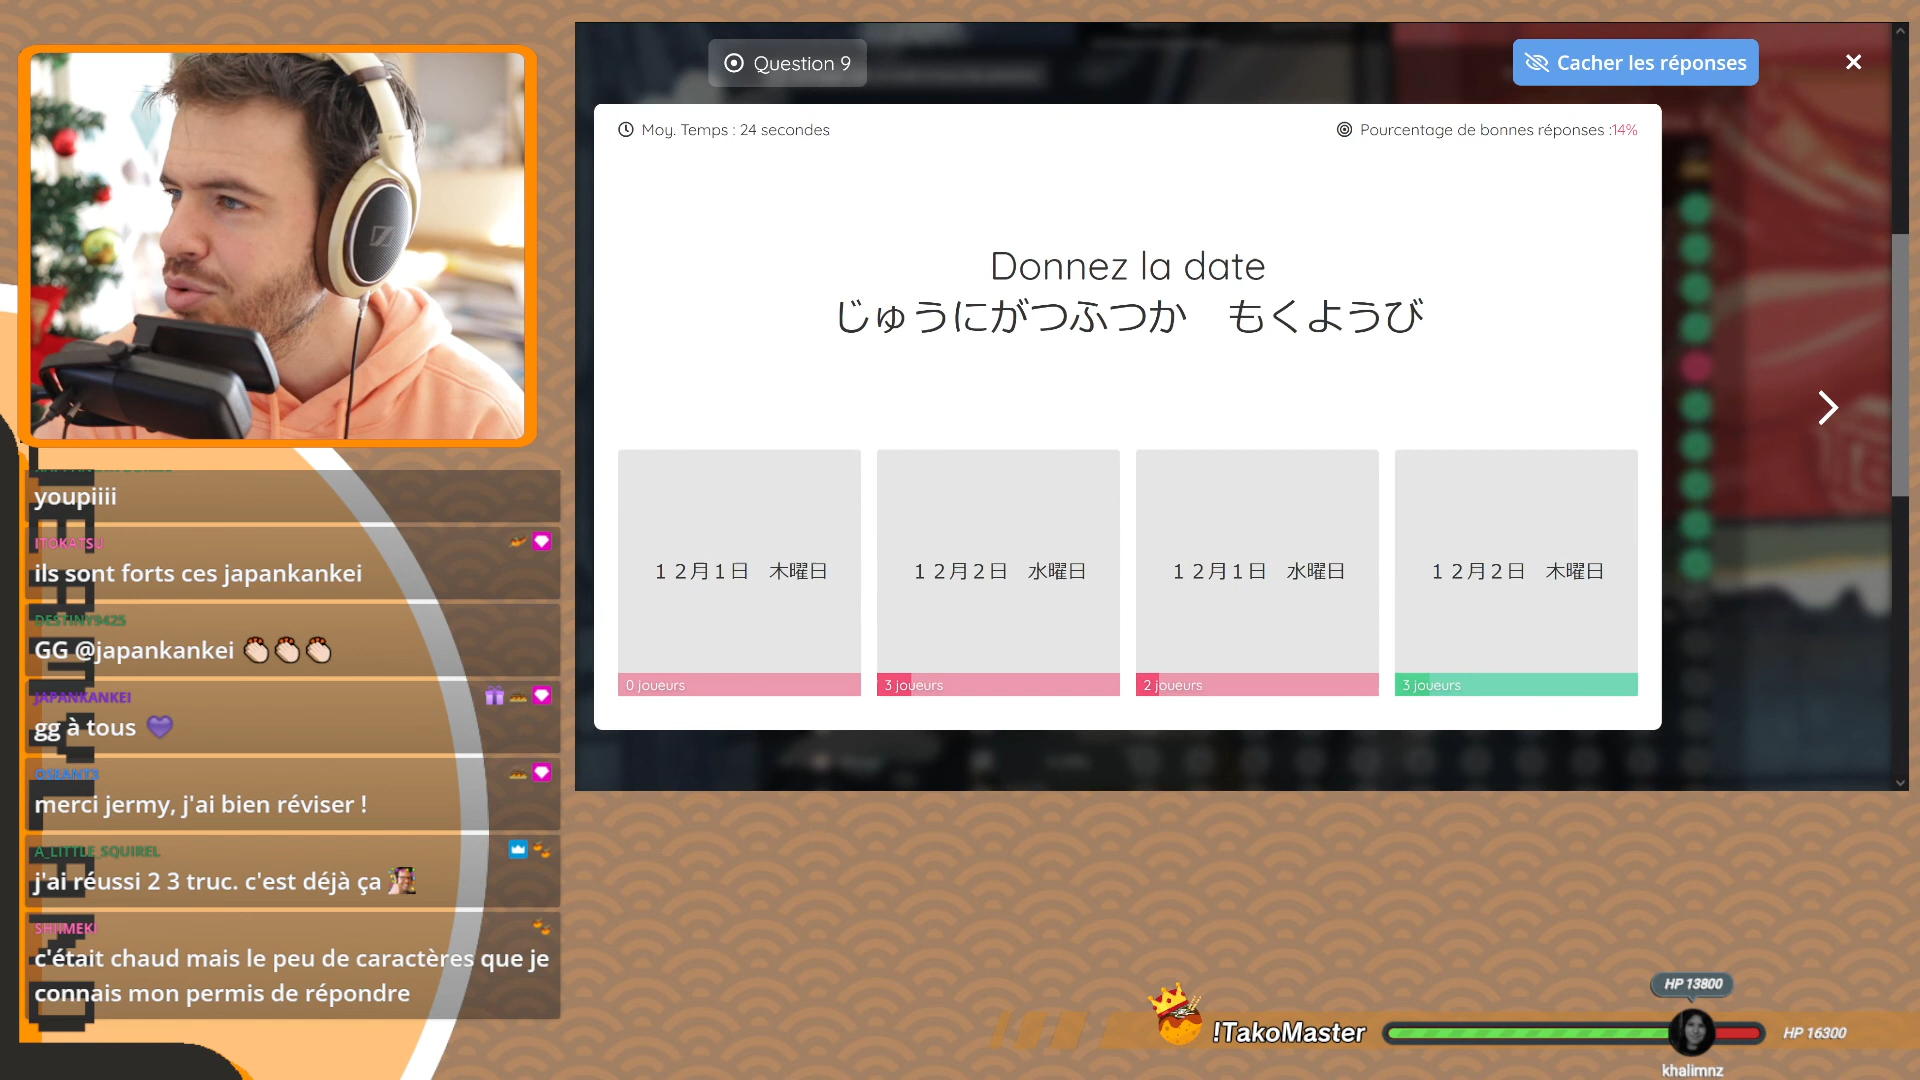 Question 9
Cacher les réponses
Moy. Temps : 24 secondes
Pourcentage de bonnes réponses :14%
Donnez la date
じゅうにがつふつか　もくようび
１２月１日　木曜日
１２月２日　水曜日
１２月１日　水曜日
１２月２日　木曜日
0 joueurs
3 joueurs
2 joueurs
3 joueurs
youpiiii
ITOKATSU
ils sont forts ces japankankei
DESTINY9425
GG @japankankei
JAPANKANKEI
gg à tous
merci jermy, j'ai bien réviser !
A_LITTLE_SQUIREL
j'ai réussi 2 3 truc. c'est déjà ça
SHIIMEKI
c'était chaud mais le peu de caractères que je
connais mon permis de répondre
HP 13800
!TakoMaster
HP 16300
khalimnz